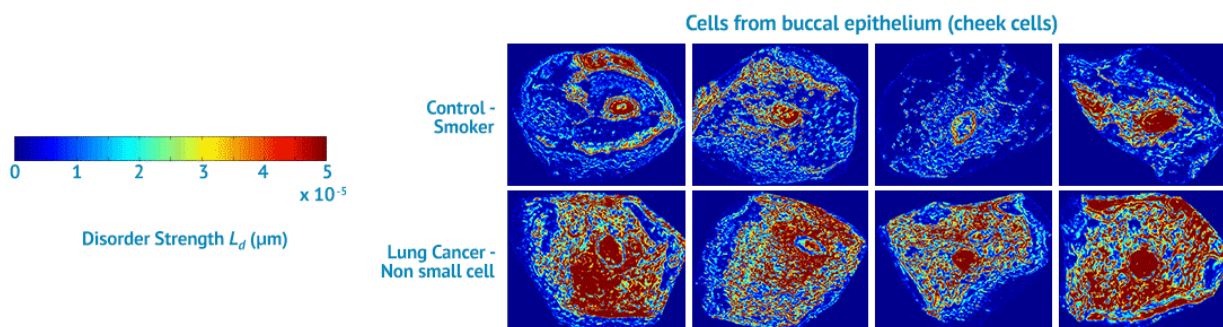 Cells from buccal epithelium (cheek cells)
Control -
Smoker
0 1 2 3 4 5
x 10 -5
Disorder Strength Ld (μm)
Lung Cancer -
Non small cell